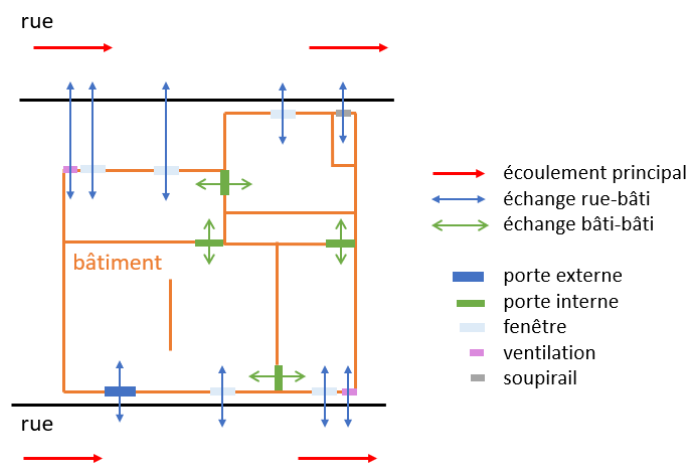 rue
écoulement principal
échange rue-bâti
échange bâti-bâti
bâtiment
porte externe
porte interne
fenêtre
ventilation
soupirail
rue